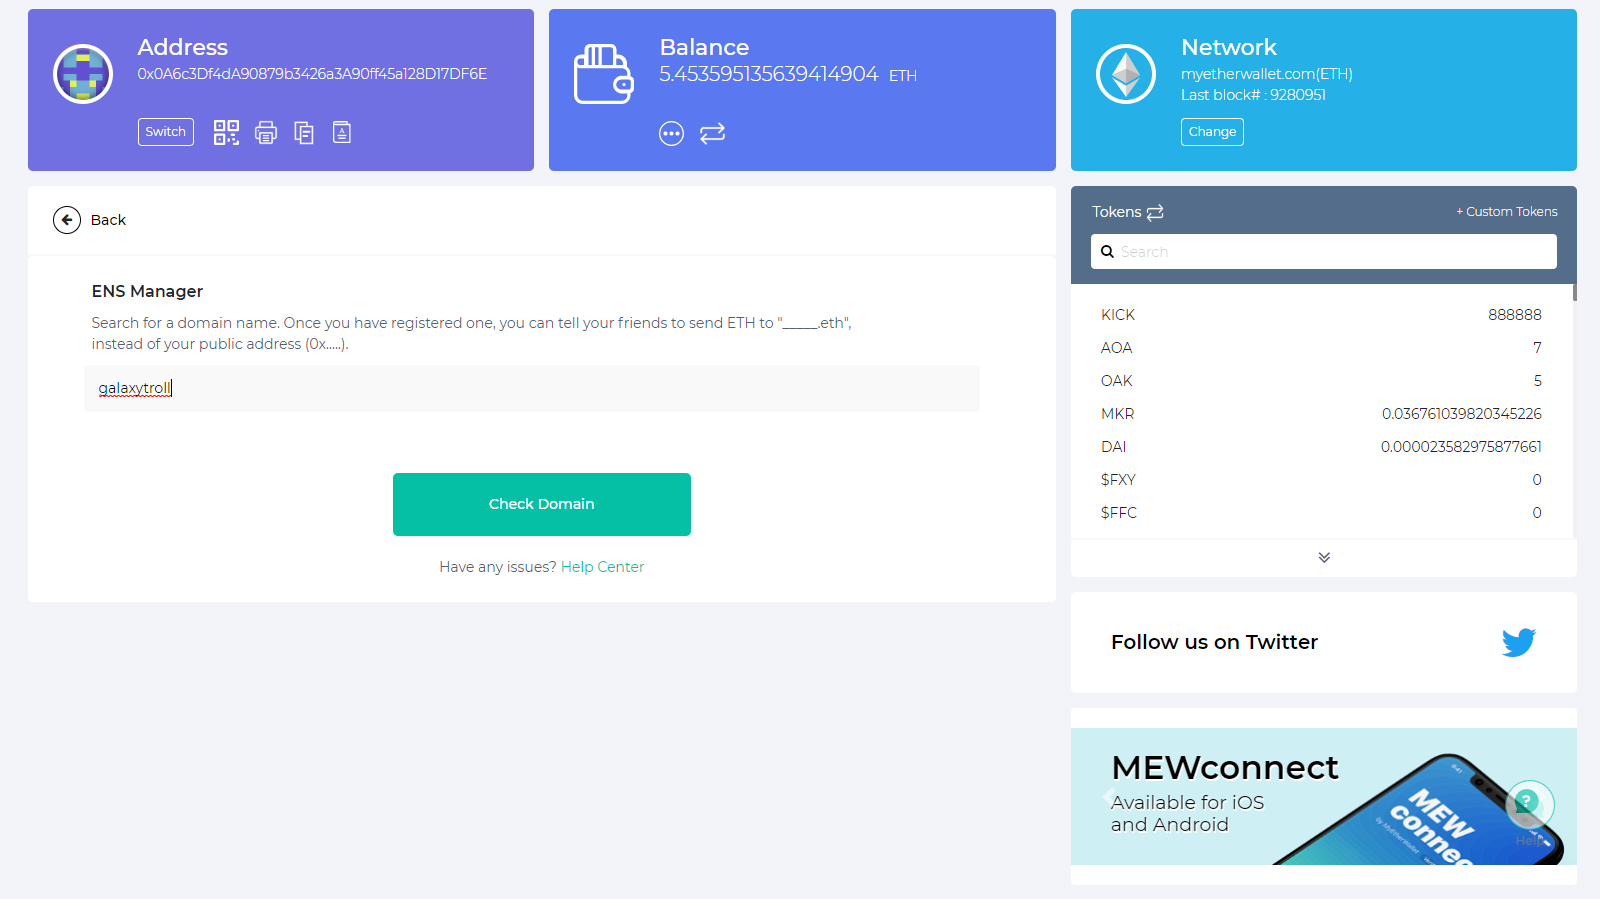 Address
0x0A6c3Df4dA90879b3426a3A90ff45a128D17DF6E
Switch
Balance
5.453595135639414904 ETH
Network
myetherwallet.com(ETH)
Last block# : 9280951
Change
Back
ENS Manager
Search for a domain name. Once you have registered one, you can tell your friends to send ETH to "_____.eth",
instead of your public address (0x.....).
galaxytroll
Check Domain
Have any issues? Help Center
Tokens
+ Custom Tokens
Search
KICK 888888
AOA 7
OAK 5
MKR 0.036761039820345226
DAI 0.000023582975877661
$FXY 0
$FFC 0
Follow us on Twitter
MEWconnect
Available for iOS
and Android
MEW
connec
by MyEtherWallet
Help